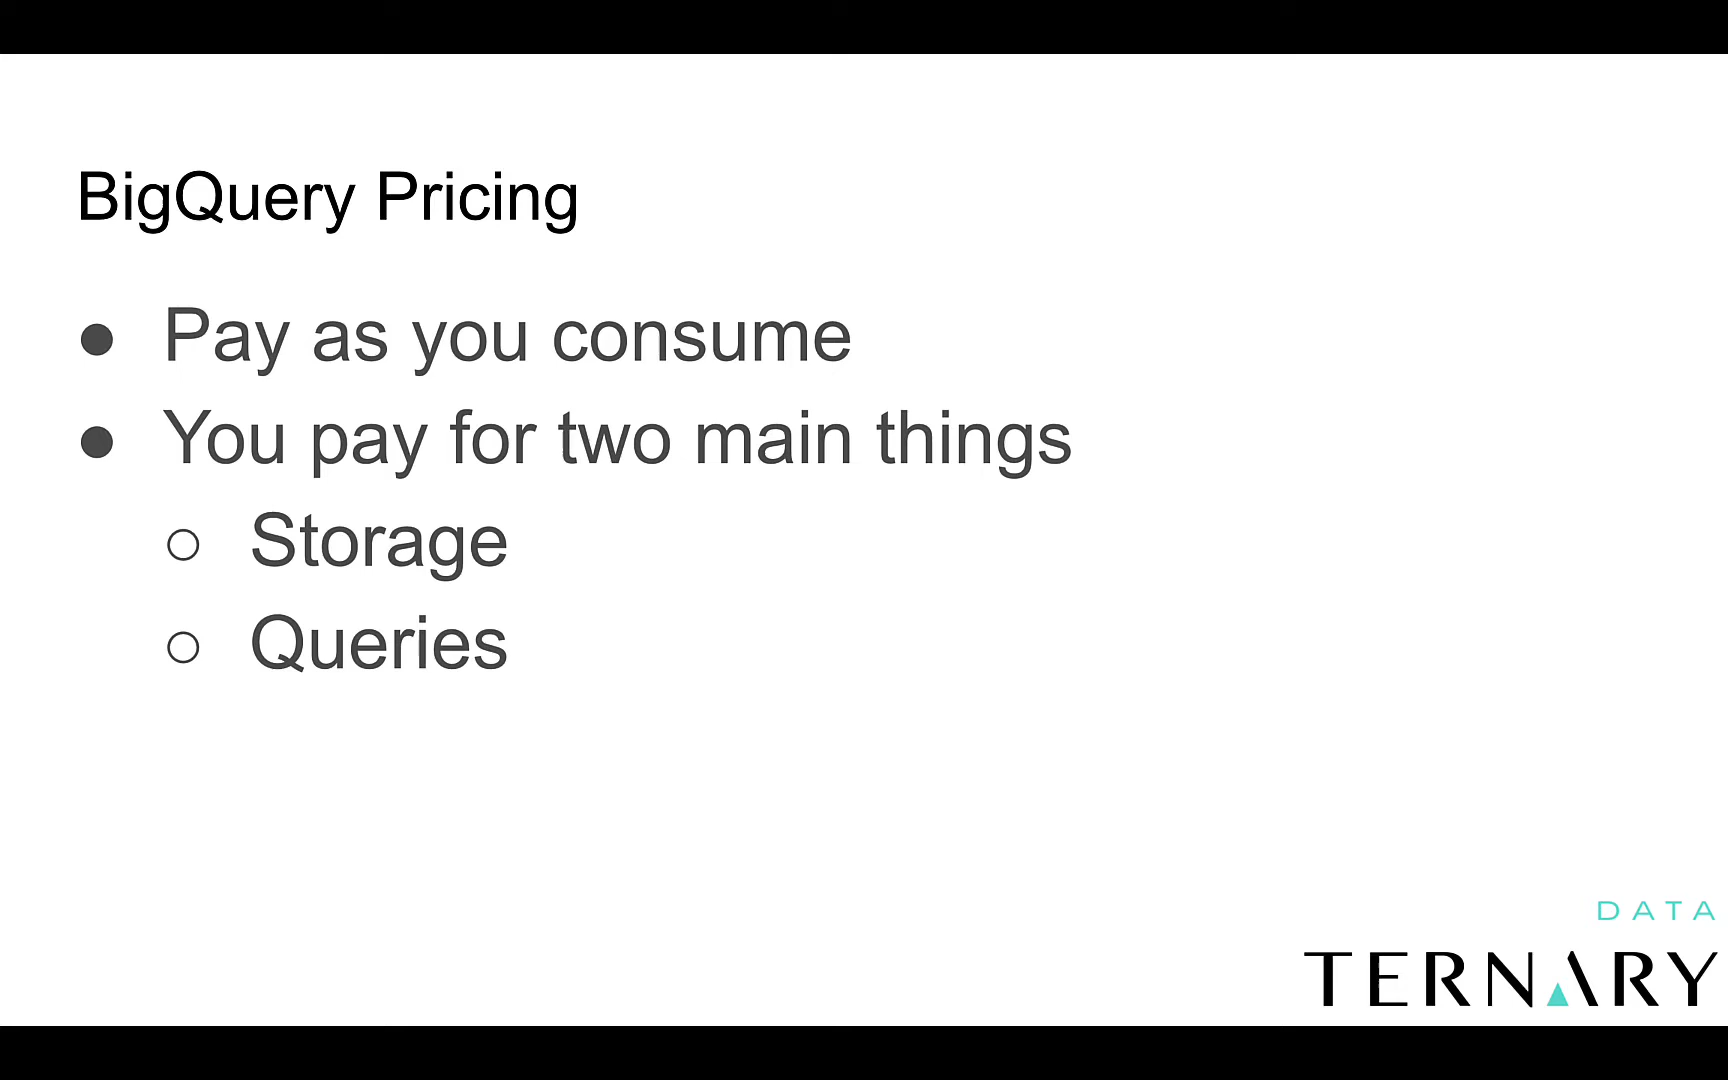 BigQuery Pricing
● Pay as you consume
● You pay for two main things
○ Storage
○ Queries
DATA
TERNARY